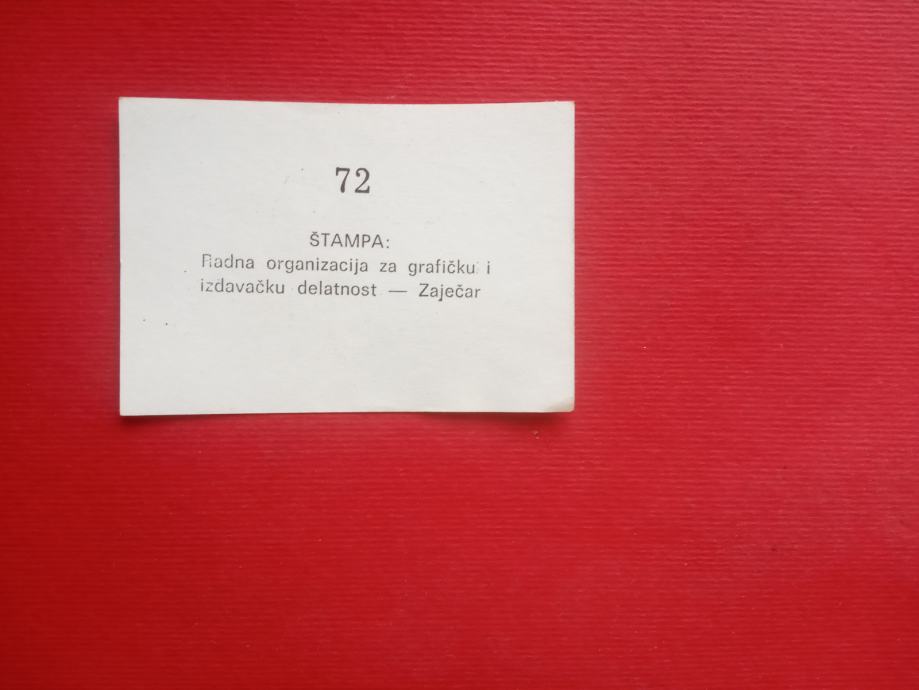 72
ŠTAMPA:
Radna organizacija za grafičku i
izdavačku delatnost — Zaječar